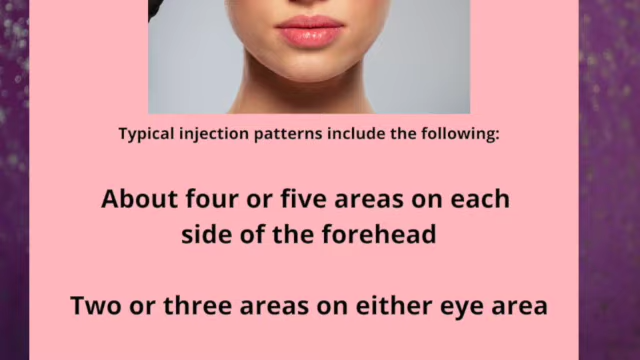 Typical injection patterns include the following:
About four or five areas on each
side of the forehead
Two or three areas on either eye area